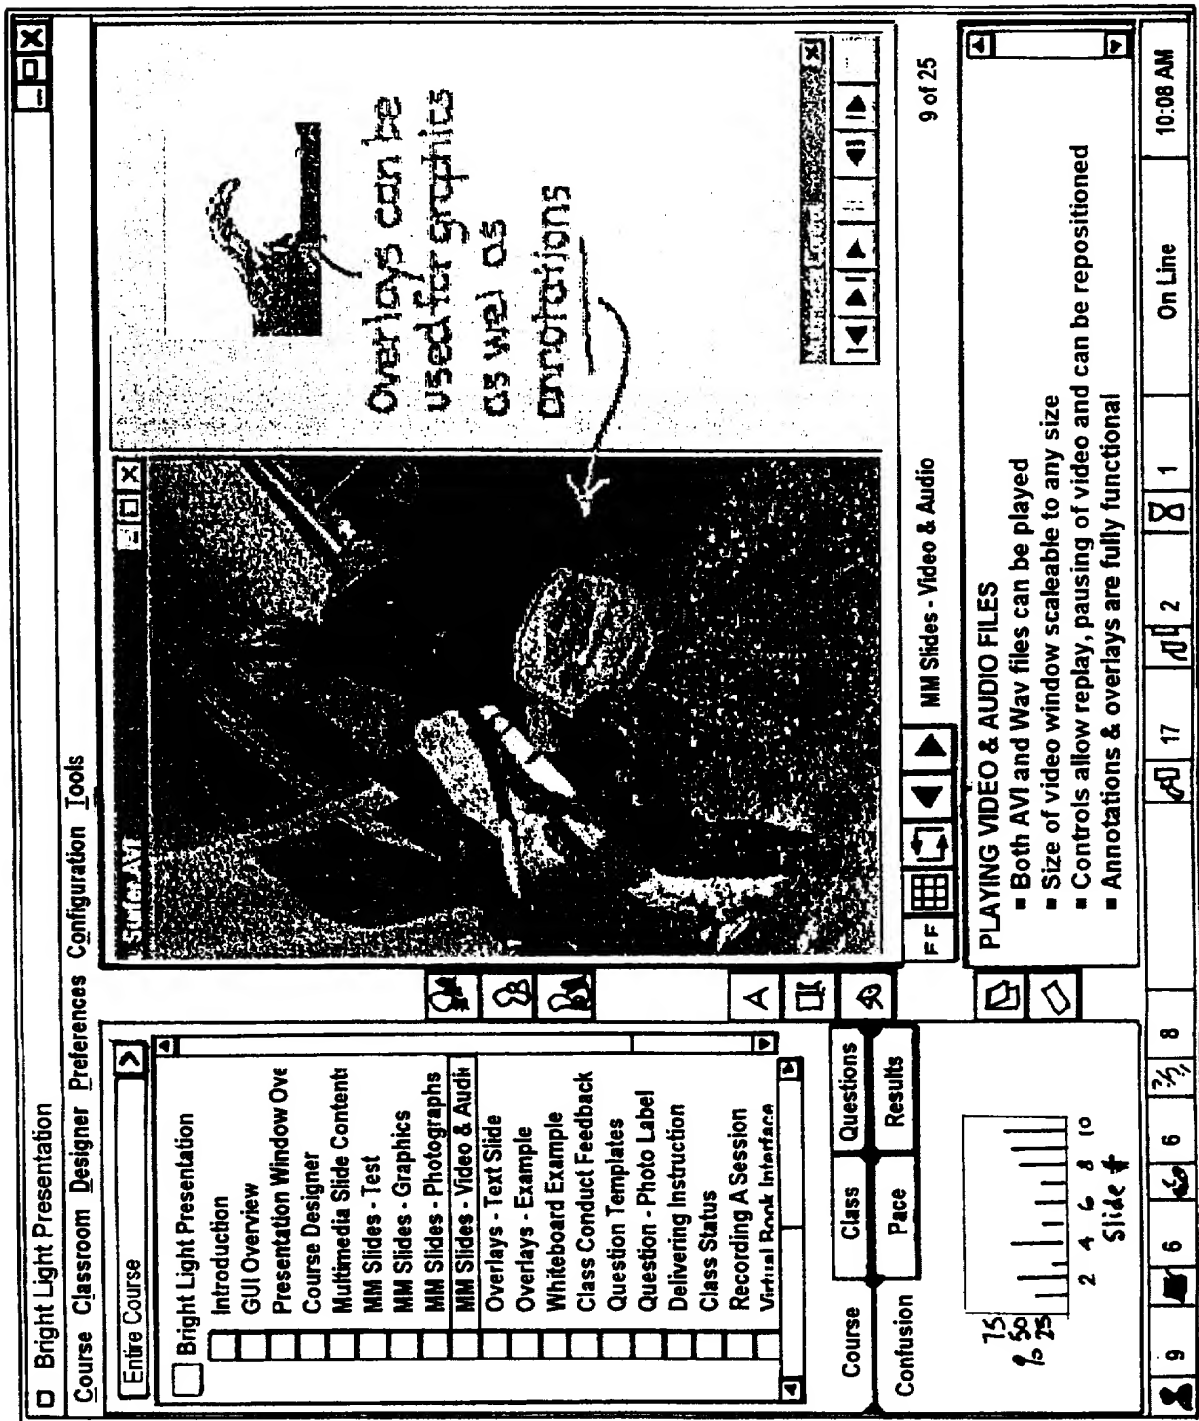 Bright Light Presentation
Course Classroom Designer Preferences Configuration Tools
Entire Course
Bright Light Presentation
Introduction
GUI Overview
Presentation Window Ove
Course Designer
Multimedia Slide Contents
MM Slides - Test
MM Slides - Graphics
MM Slides - Photographs
MM Slides - Video & Audi
Overlays - Text Slide
Overlays - Example
Whiteboard Example
Class Conduct Feedback
Question Templates
Question - Photo Label
Delivering Instruction
Class Status
Recording A Session
Virtual Book Interface
Course Class Questions
Confusion Pace Results
75
% 50
25
2 4 6 8 10
Slide #
A
Surfer.AVI
Overlays can be
used for graphics
as wel as
annotations
FF
MM Slides - Video & Audio
9 of 25
PLAYING VIDEO & AUDIO FILES
▪ Both AVI and Wav files can be played
▪ Size of video window scaleable to any size
▪ Controls allow replay, pausing of video and can be repositioned
▪ Annotations & overlays are fully functional
9 6 6 8 17 2 1 On Line 10:08 AM